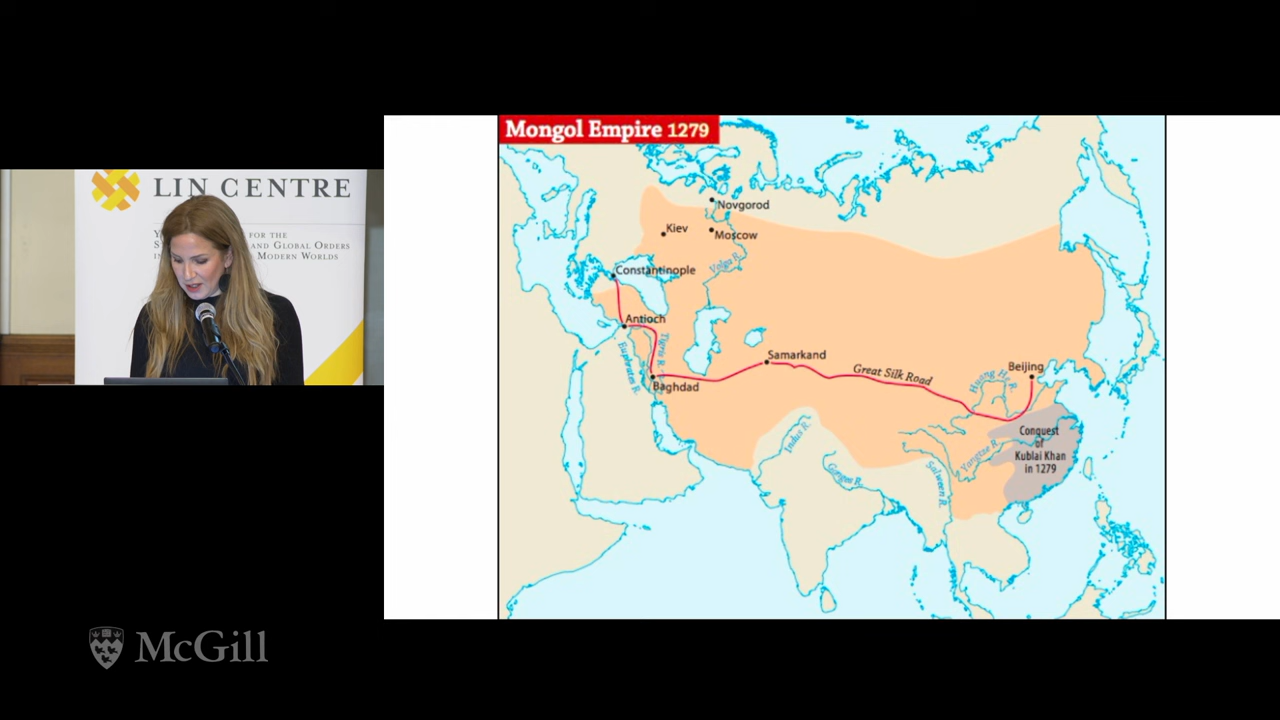 LIN CENTRE
Y FOR THE
S AND GLOBAL ORDERS
IN MODERN WORLDS
McGill
Mongol Empire 1279
Novgorod
Kiev
Moscow
Volga R.
Constantinople
Antioch
Tigris R.
Euphrates R.
Baghdad
Samarkand
Great Silk Road
Beijing
Huang He R.
Conquest
of
Kublai Khan
in 1279
Yangtze R.
Indus R.
Ganges R.
Salween R.